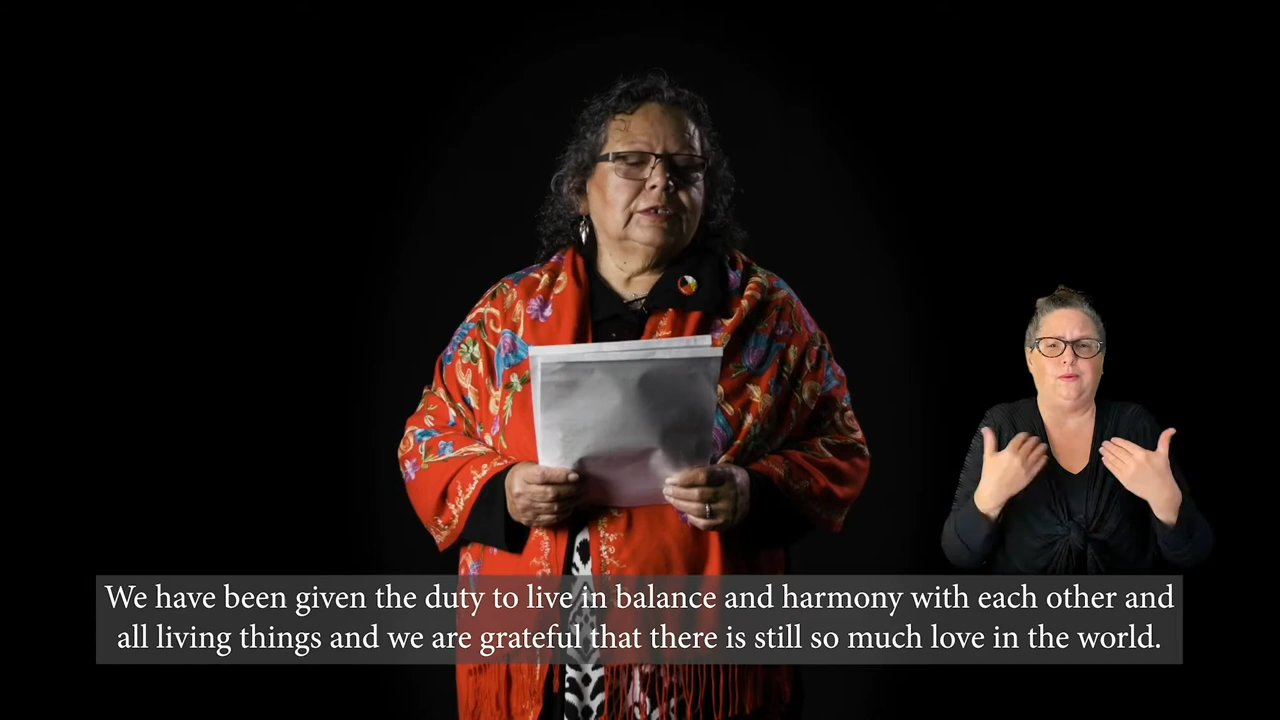 We have been given the duty to live in balance and harmony with each other and
all living things and we are grateful that there is still so much love in the world.